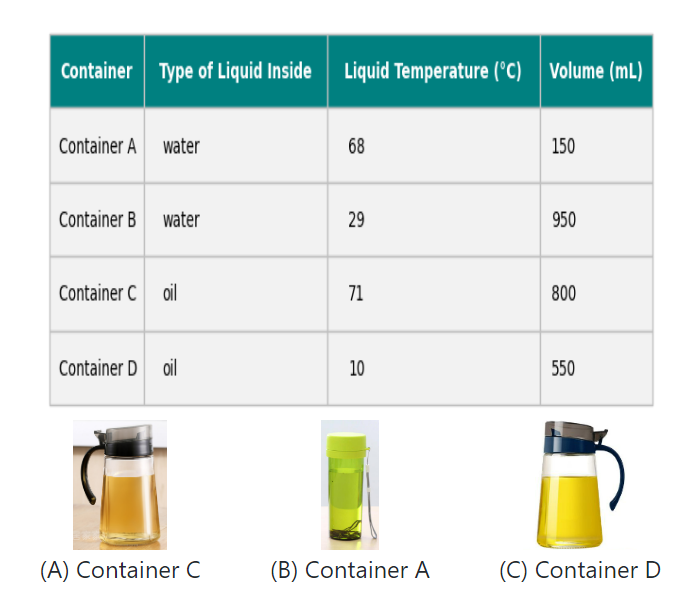 Container Type of Liquid Inside Liquid Temperature (°C) Volume (mL)
Container A water 68 150
Container B water 29 950
Container C oil 71 800
Container D oil 10 550
(A) Container C (B) Container A (C) Container D